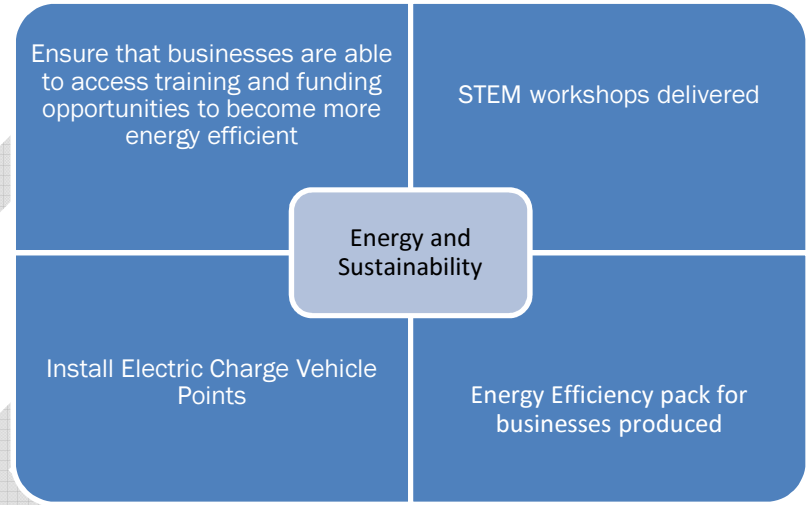 Ensure that businesses are able
to access training and funding
opportunities to become more
energy efficient
STEM workshops delivered
Energy and
Sustainability
Install Electric Charge Vehicle
Points
Energy Efficiency pack for
businesses produced